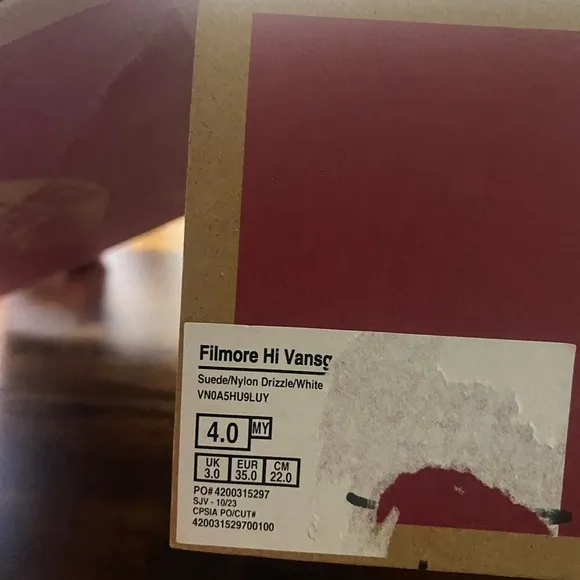 Filmore Hi Vansg
Suede/Nylon Drizzle/White
VN0A5HU9LUY
4.0 MY
UK EUR CM
3.0 35.0 22.0
PO# 4200315297
SJV - 10/23
CPSIA PO/CUT#
420031529700100